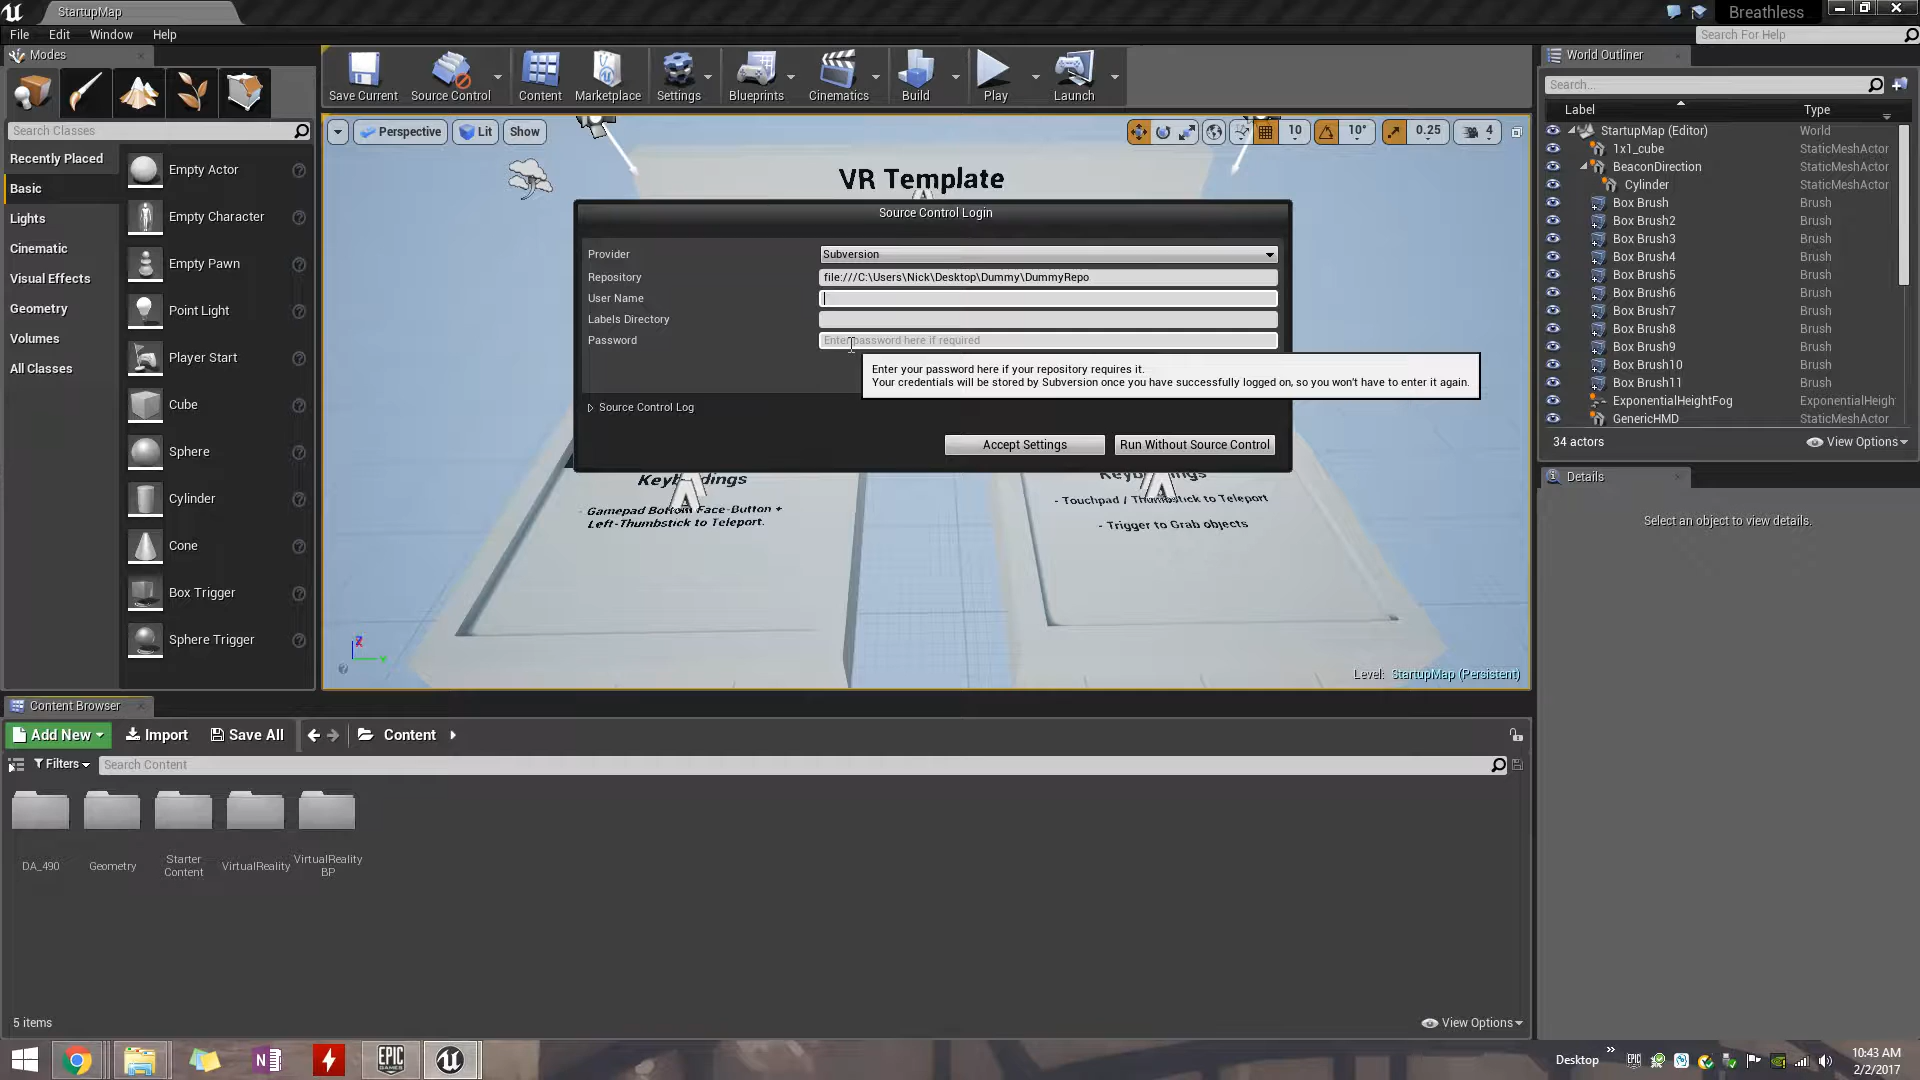 StartupMap
Breathless
File Edit Window Help
Search For Help
Modes
Save Current Source Control Content Marketplace Settings Blueprints Cinematics Build Play Launch
World Outliner
Search...
Label Type
Search Classes
Perspective Lit Show
10 10° 0.25 4
Recently Placed
Basic
Lights
Cinematic
Visual Effects
Geometry
Volumes
All Classes
Empty Actor
Empty Character
Empty Pawn
Point Light
Player Start
Cube
Sphere
Cylinder
Cone
Box Trigger
Sphere Trigger
VR Template
Source Control Login
Provider Subversion
Repository file:///C:\Users\Nick\Desktop\Dummy\DummyRepo
User Name
Labels Directory
Password Enter password here if required
Enter your password here if your repository requires it.
Your credentials will be stored by Subversion once you have successfully logged on, so you won't have to enter it again.
Source Control Log
Accept Settings Run Without Source Control
- Gamepad Bottom Face-Button +
Left-Thumbstick to Teleport.
Keybindings
- Touchpad / Thumbstick to Teleport
- Trigger to Grab objects
Level: StartupMap (Persistent)
StartupMap (Editor) World
1x1_cube StaticMeshActor
BeaconDirection StaticMeshActor
Cylinder StaticMeshActor
Box Brush Brush
Box Brush2 Brush
Box Brush3 Brush
Box Brush4 Brush
Box Brush5 Brush
Box Brush6 Brush
Box Brush7 Brush
Box Brush8 Brush
Box Brush9 Brush
Box Brush10 Brush
Box Brush11 Brush
ExponentialHeightFog ExponentialHeigh
GenericHMD StaticMeshActor
34 actors View Options
Details
Select an object to view details.
Content Browser
Add New Import Save All Content
Filters Search Content
DA_490
Geometry
Starter
Content
VirtualReality
VirtualReality
BP
5 items View Options
EPIC
GAMES
Desktop
10:43 AM
2/2/2017